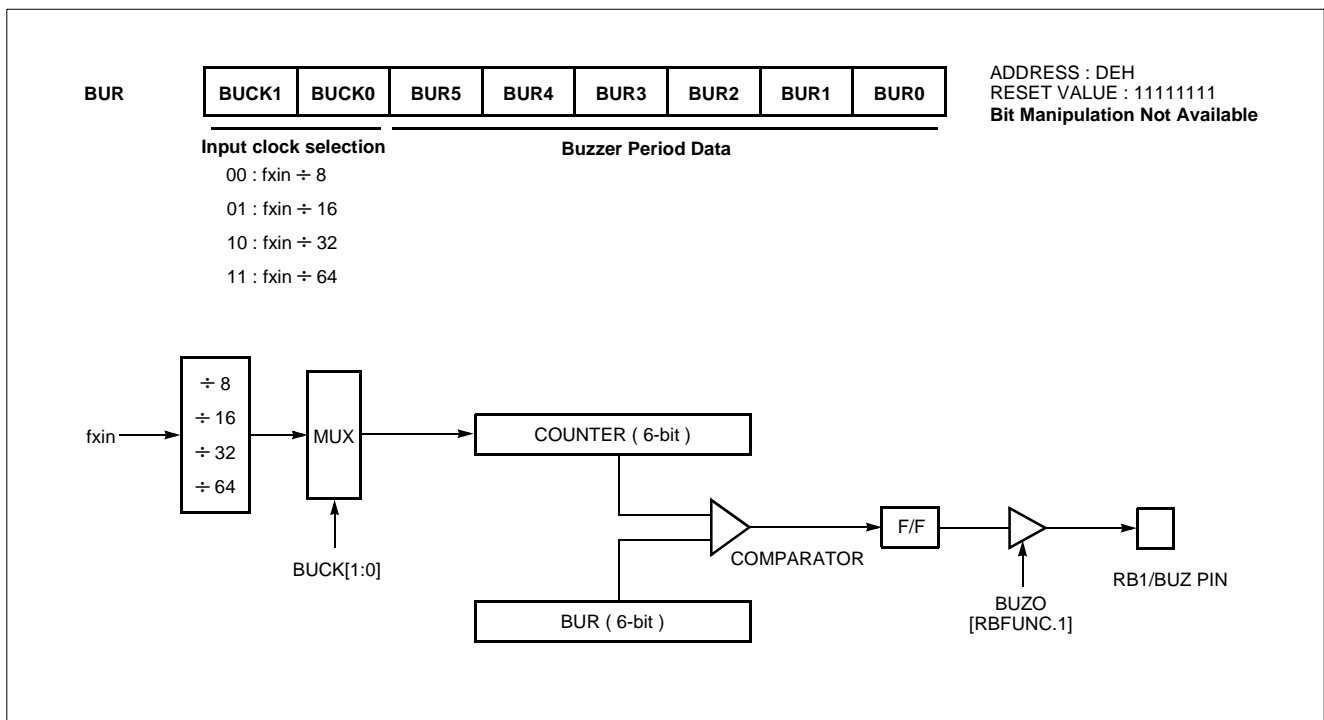 BUR
BUCK1 BUCK0 BUR5 BUR4 BUR3 BUR2 BUR1 BUR0
ADDRESS : DEH
RESET VALUE : 11111111
Bit Manipulation Not Available
Input clock selection
Buzzer Period Data
00 : fxin ÷ 8
01 : fxin ÷ 16
10 : fxin ÷ 32
11 : fxin ÷ 64
fxin
÷ 8
÷ 16
÷ 32
÷ 64
MUX
BUCK[1:0]
COUNTER ( 6-bit )
BUR ( 6-bit )
COMPARATOR
F/F
BUZO
[RBFUNC.1]
RB1/BUZ PIN